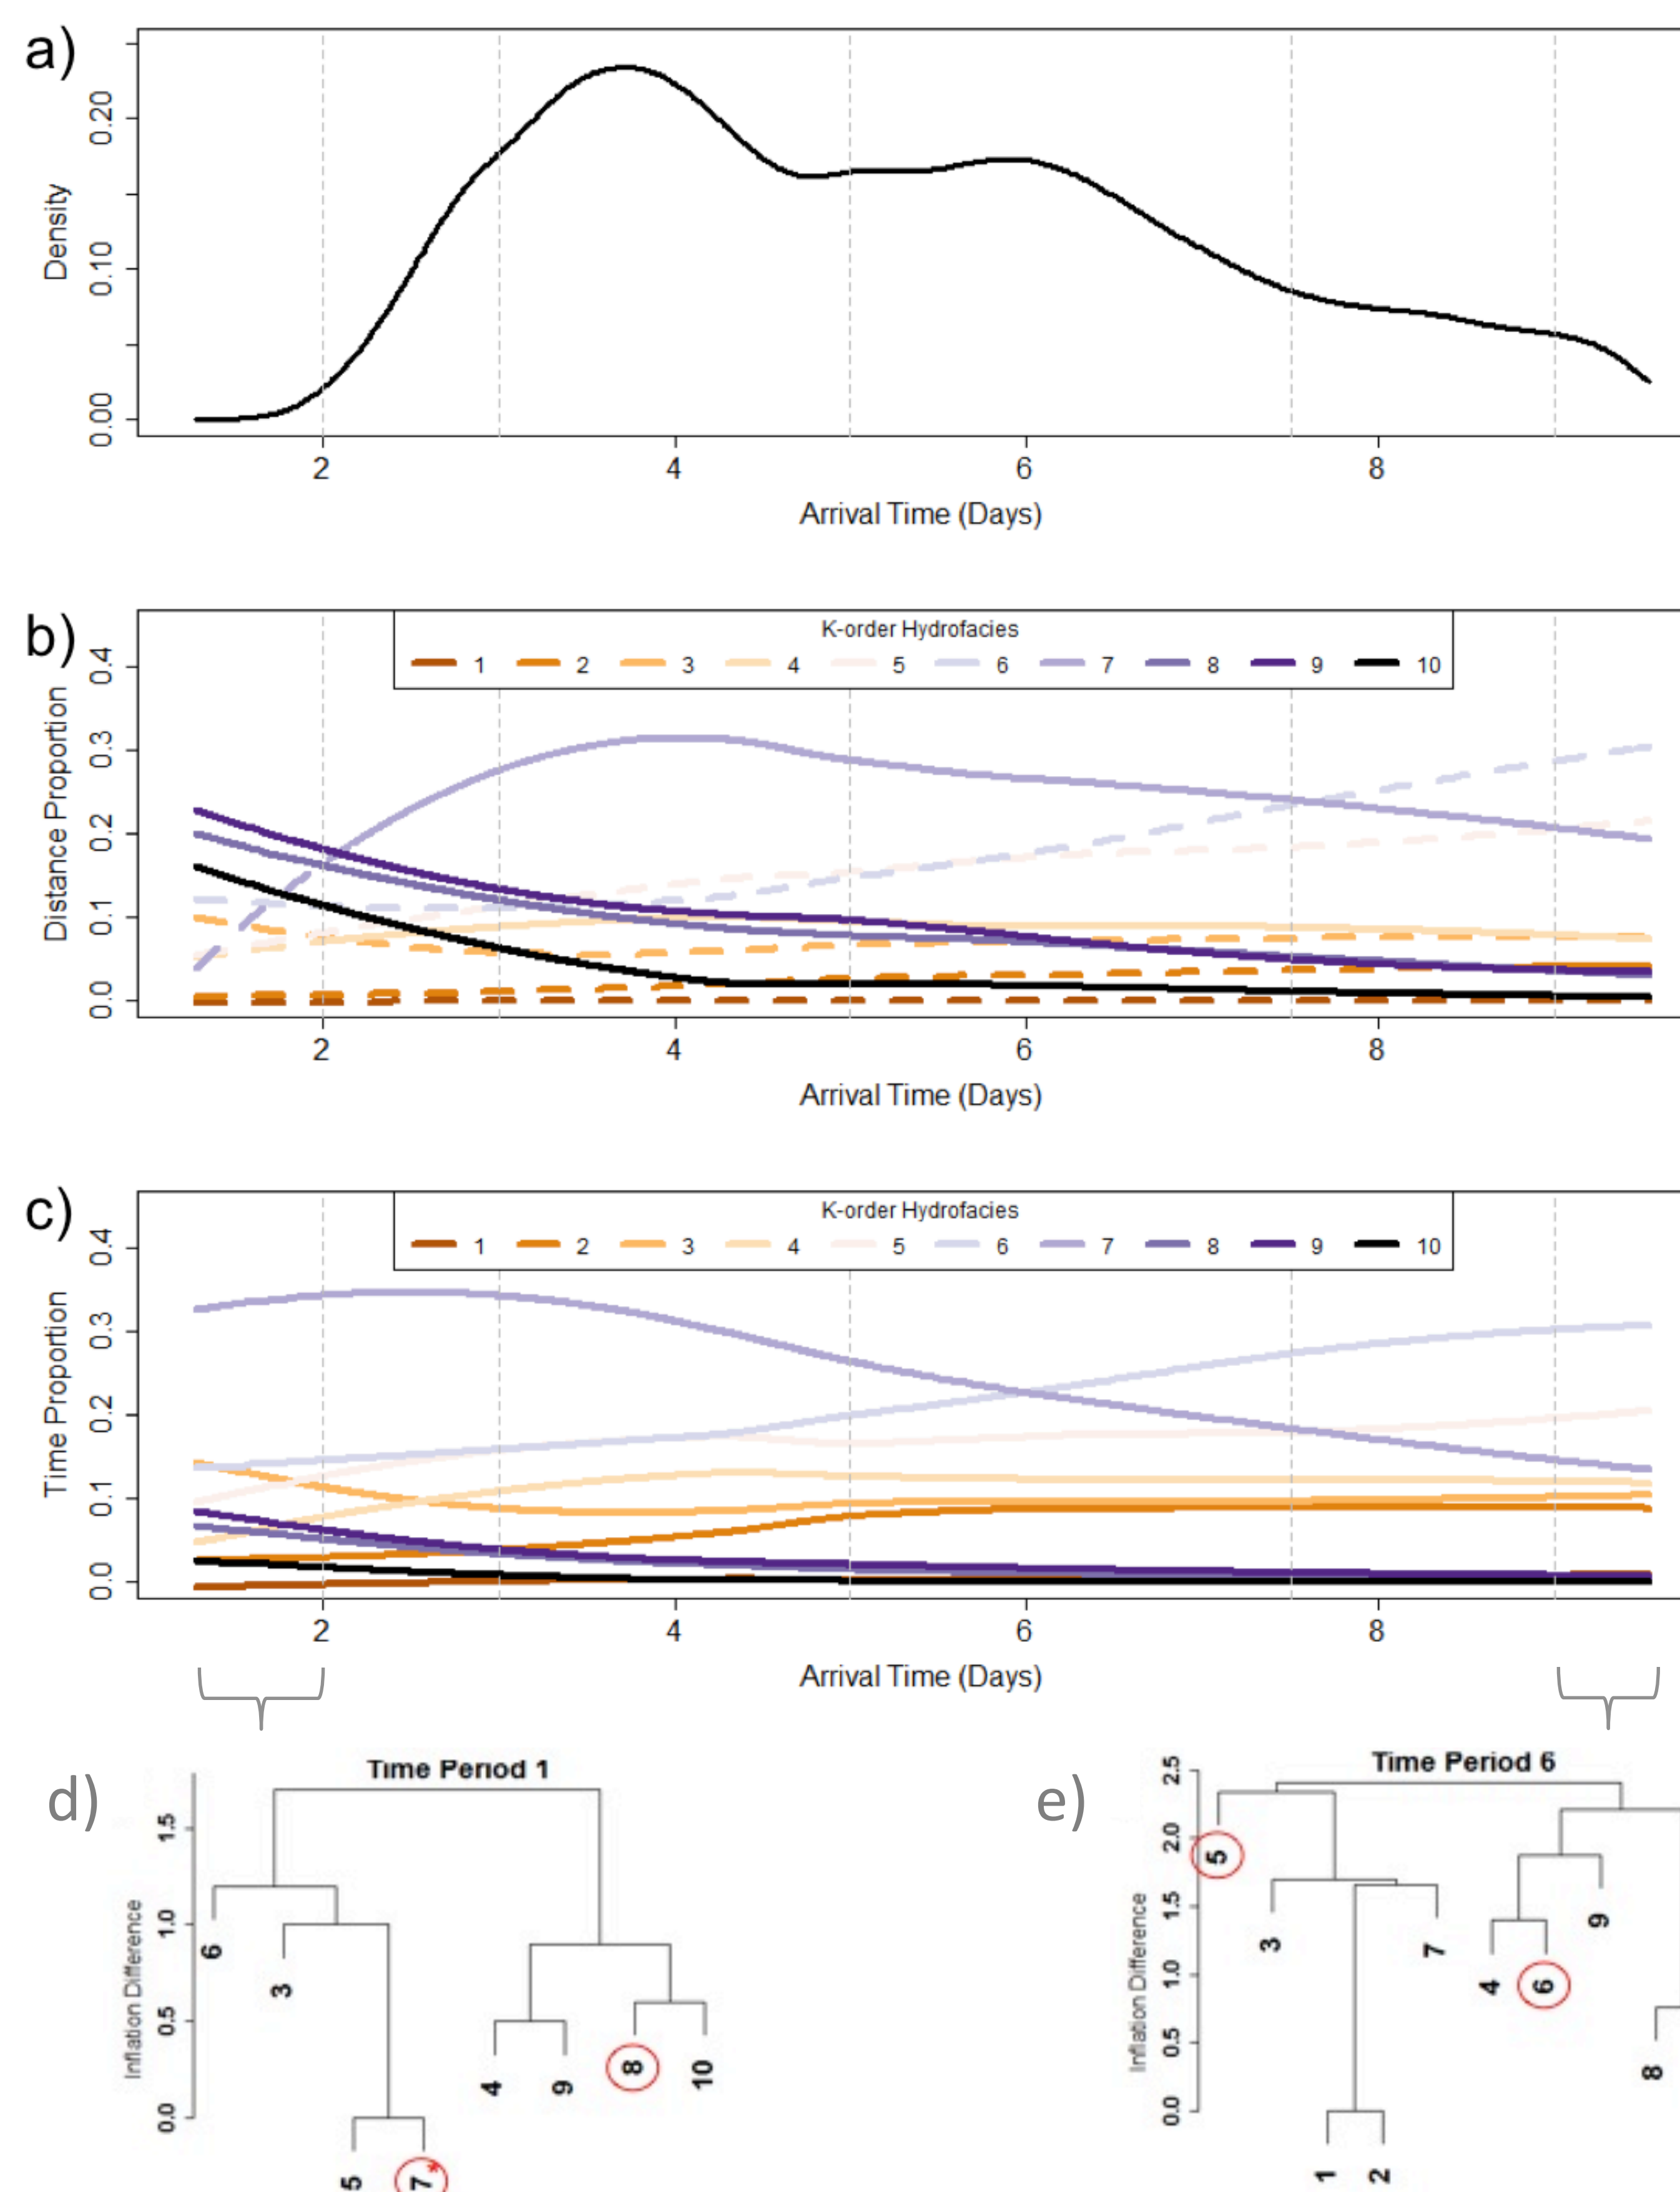 a)
0.20
0.10
0.00
Density
2 4 6 8
Arrival Time (Days)
b)
K-order Hydrofacies
1 2 3 4 5 6 7 8 9 10
0.4
0.3
0.2
0.1
0.0
Distance Proportion
2 4 6 8
Arrival Time (Days)
c)
K-order Hydrofacies
1 2 3 4 5 6 7 8 9 10
0.4
0.3
0.2
0.1
0.0
Time Proportion
2 4 6 8
Arrival Time (Days)
d)
Time Period 1
1.5
1.0
0.5
0.0
Inflation Difference
6
3
4 9 8 10
5 7*
e)
Time Period 6
2.5
2.0
1.5
1.0
0.5
0.0
Inflation Difference
5
3 7
4 6 9
8
1 2